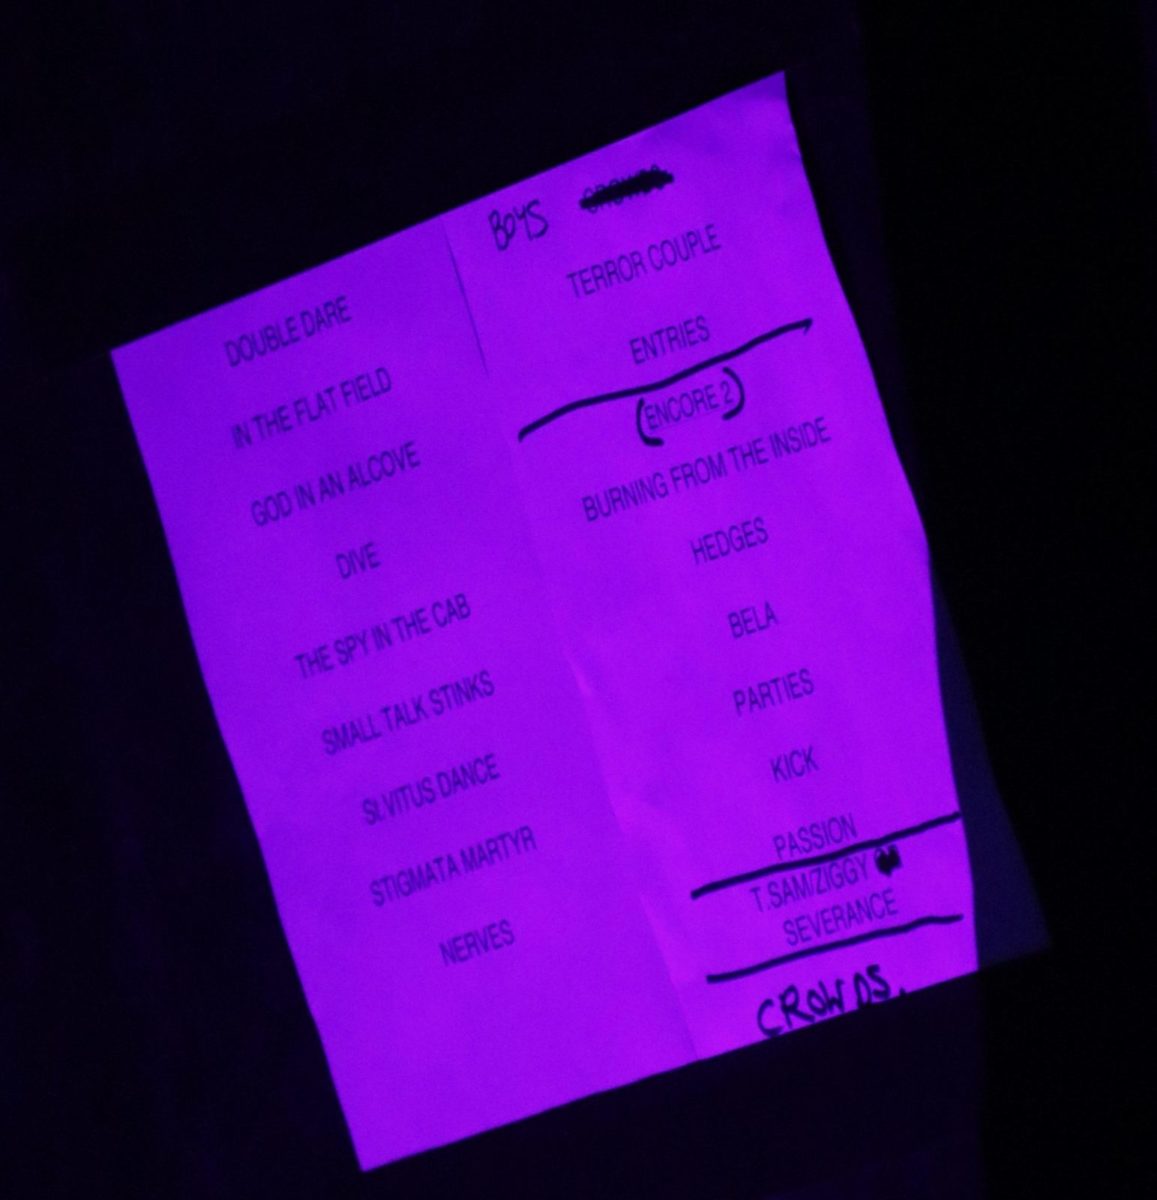 DOUBLE DARE
IN THE FLAT FIELD
GOD IN AN ALCOVE
DIVE
THE SPY IN THE CAB
SMALL TALK STINKS
St.VITUS DANCE
STIGMATA MARTYR
NERVES
BOYS
TERROR COUPLE
ENTRIES
(ENCORE 2)
BURNING FROM THE INSIDE
HEDGES
BELA
PARTIES
KICK
PASSION
T.SAM/ZIGGY
SEVERANCE
CROWDS.